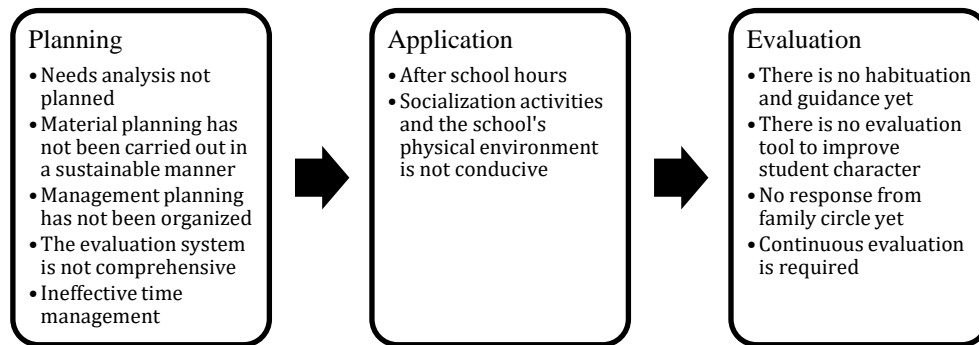 Planning
• Needs analysis not
planned
• Material planning has
not been carried out in
a sustainable manner
• Management planning
has not been organized
• The evaluation system
is not comprehensive
• Ineffective time
management
Application
• After school hours
• Socialization activities
and the school's
physical environment
is not conducive
Evaluation
• There is no habituation
and guidance yet
• There is no evaluation
tool to improve
student character
• No response from
family circle yet
• Continuous evaluation
is required